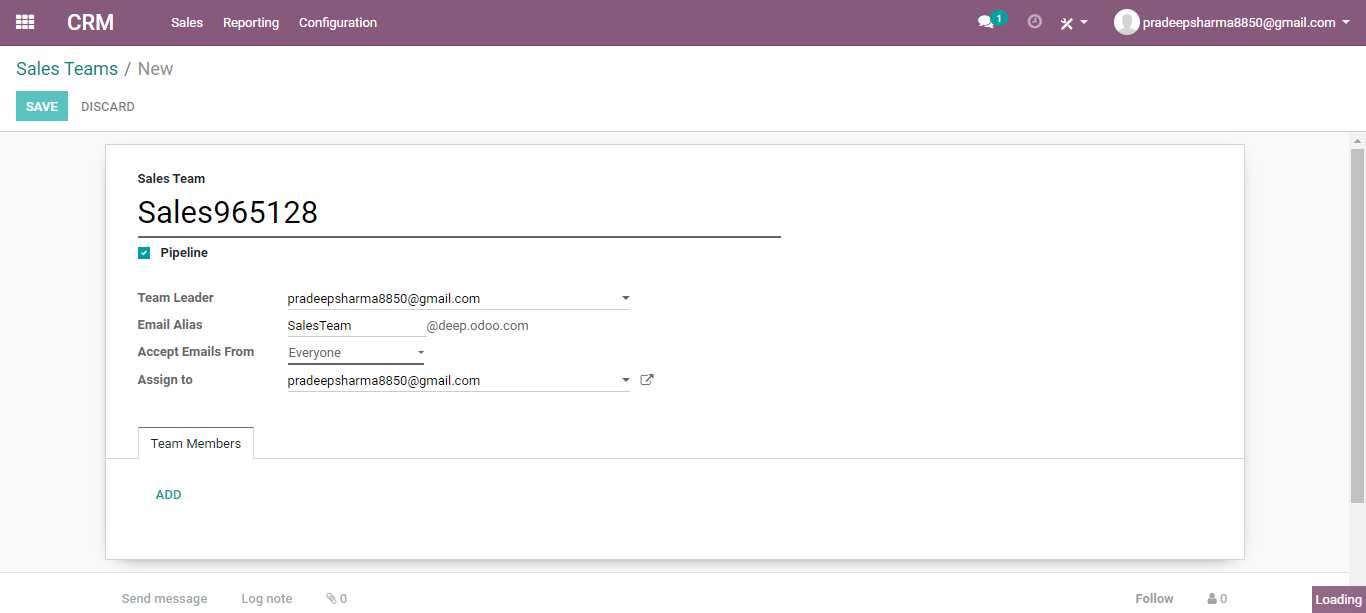 CRM Sales Reporting Configuration 1 pradeepsharma8850@gmail.com
Sales Teams / New
SAVE DISCARD
Sales Team
Sales965128
Pipeline
Team Leader pradeepsharma8850@gmail.com
Email Alias SalesTeam @deep.odoo.com
Accept Emails From Everyone
Assign to pradeepsharma8850@gmail.com
Team Members
ADD
Send message Log note 0 Follow 0 Loading